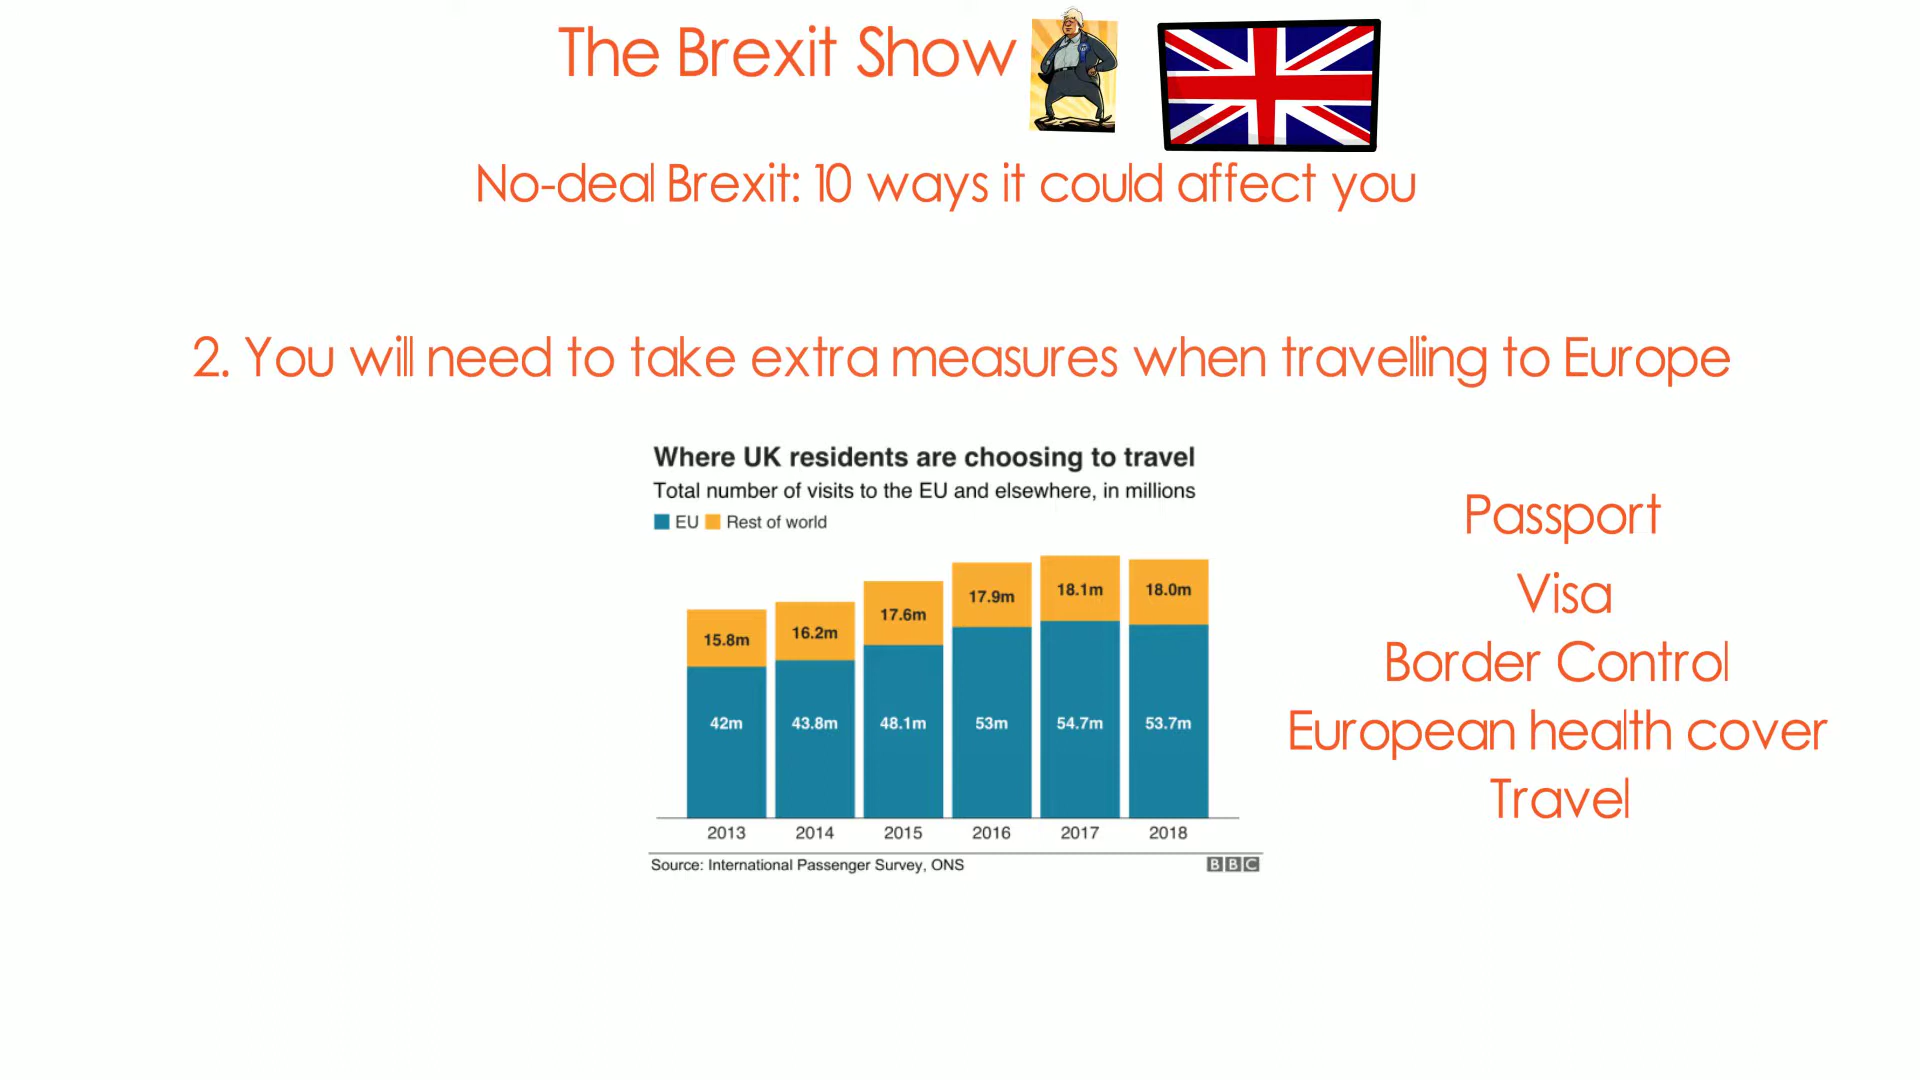 The Brexit Show
No-deal Brexit: 10 ways it could affect you
2. You will need to take extra measures when travelling to Europe
Where UK residents are choosing to travel
Total number of visits to the EU and elsewhere, in millions
EU Rest of world
15.8m 16.2m 17.6m 17.9m 18.1m 18.0m
42m 43.8m 48.1m 53m 54.7m 53.7m
2013 2014 2015 2016 2017 2018
Source: International Passenger Survey, ONS BBC
Passport
Visa
Border Control
European health cover
Travel